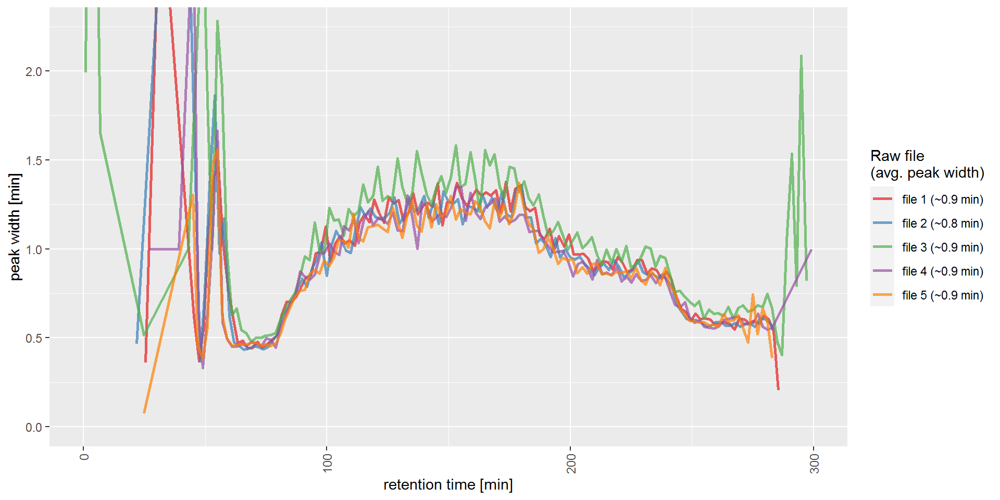 2.0
1.5
1.0
0.5
0.0
peak width [min]
0
100
200
300
retention time [min]
Raw file
(avg. peak width)
file 1 (~0.9 min)
file 2 (~0.8 min)
file 3 (~0.9 min)
file 4 (~0.9 min)
file 5 (~0.9 min)